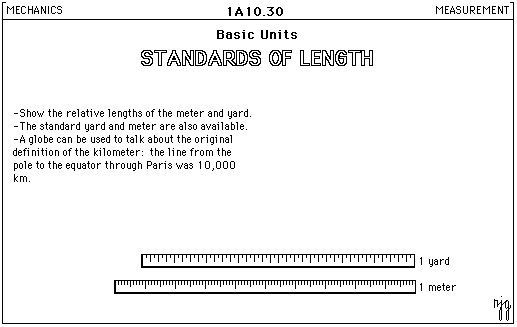 MECHANICS 1A10.30 MEASUREMENT
Basic Units
STANDARDS OF LENGTH
-Show the relative lengths of the meter and yard.
-The standard yard and meter are also available.
-A globe can be used to talk about the original
definition of the kilometer: the line from the
pole to the equator through Paris was 10,000
km.
1 yard
1 meter
njg